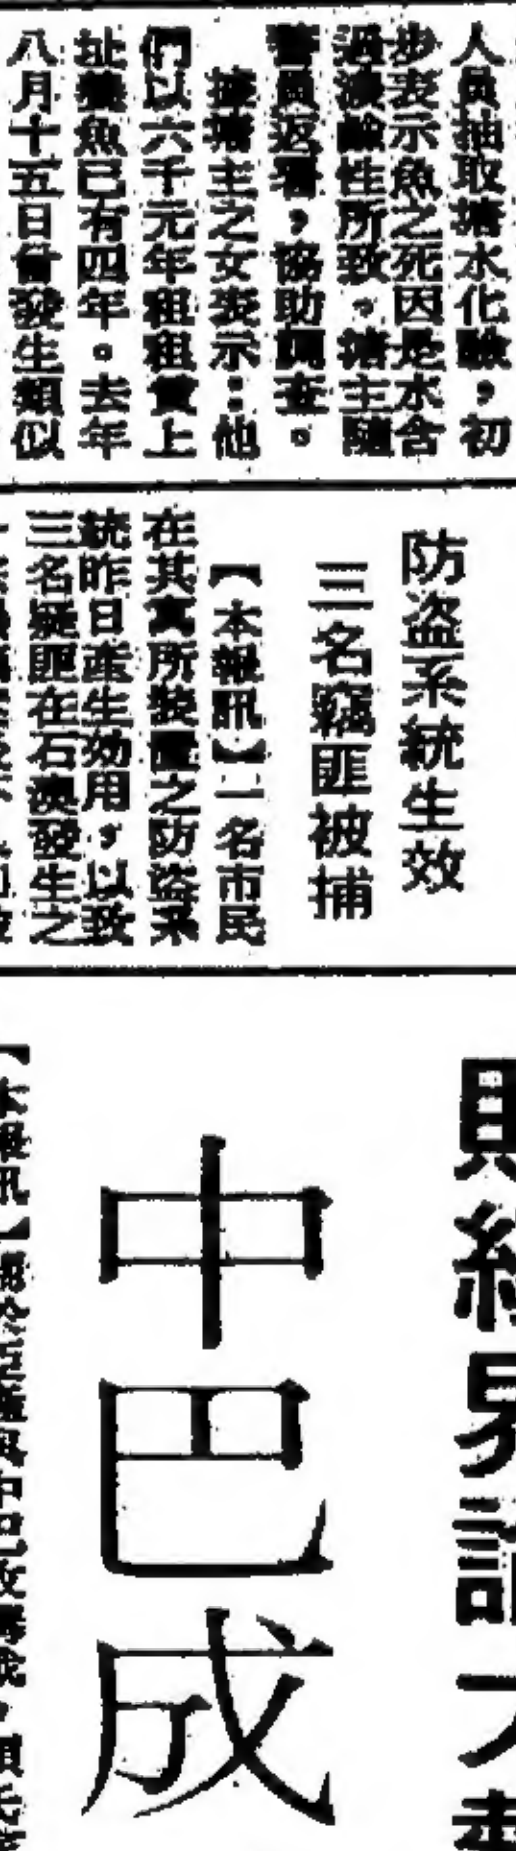 人員抽取塘水化驗，初
步表示魚之死因是水含
過濃鹼性所致。塘主隨
警員返署，協助調查。
據塘主之女表示：他
們以六千元年租租賃上
址養魚已有四年。去年
八月十五日曾發生類似
防盜系統生效
三名竊匪被捕
【本報訊】一名市民
在其寓所裝置之防盜系
統昨日產生効用，以致
三名疑匪在石澳發生之
界
中巴成
【本報訊】